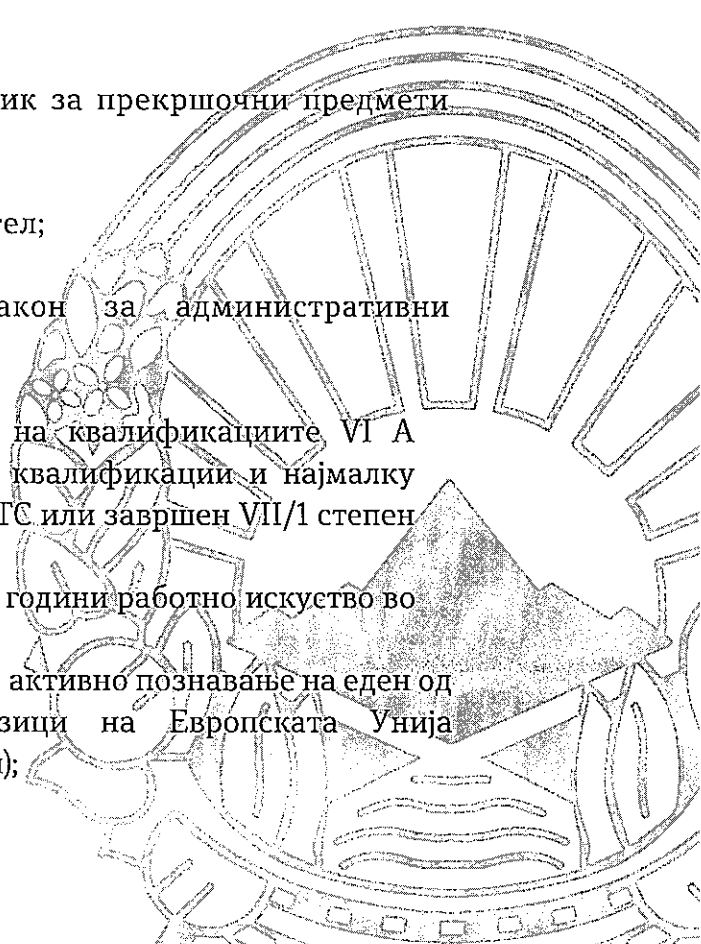 ик за прекршочни предмети
тел;
акон за административни
на квалификациите VI А
квалификации и најмалку
ТС или завршен VII/1 степен
години работно искуство во
активно познавање на еден од
зици на Европската Унија
);